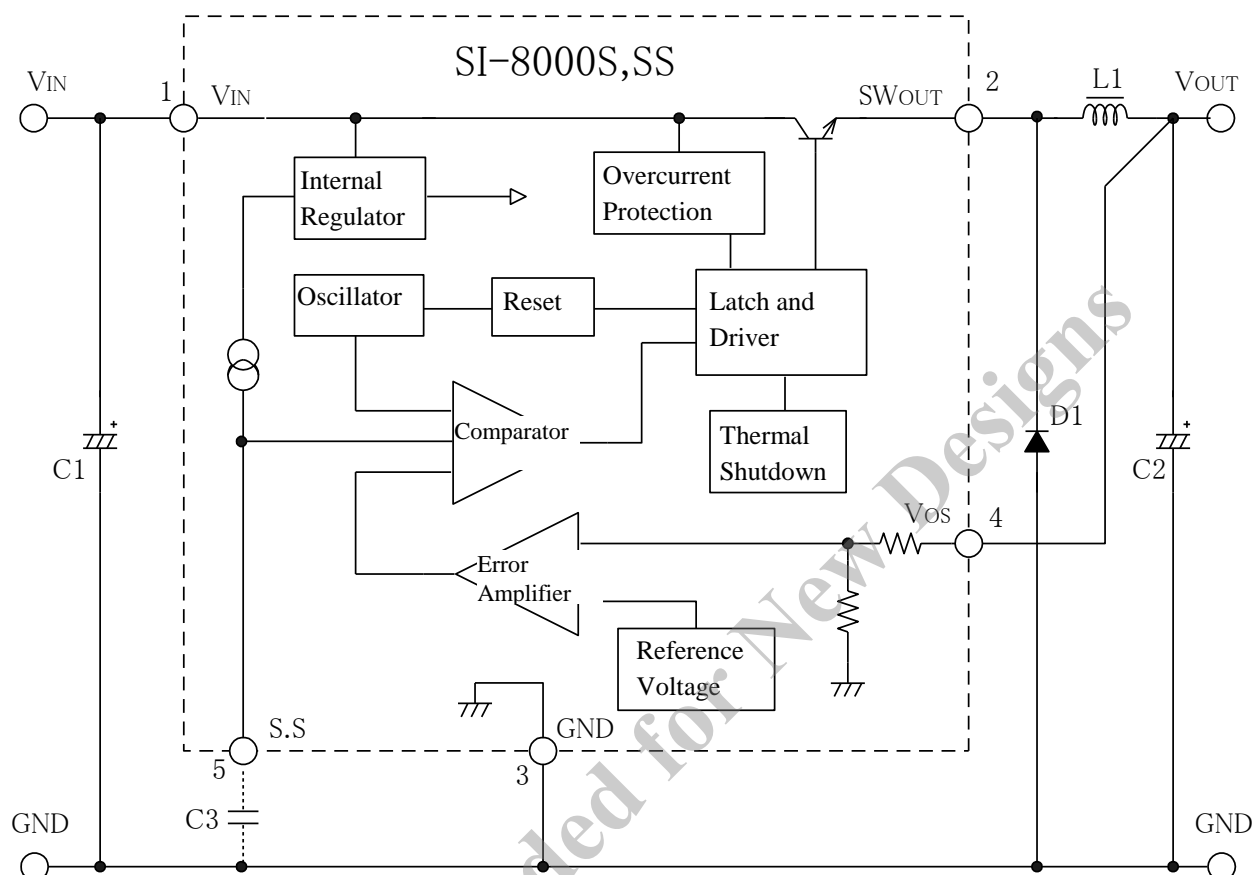 SI-8000S,SS
VIN
1
VIN
SWOUT
2
L1
VOUT
Internal
Regulator
Overcurrent
Protection
Oscillator
Reset
Latch and
Driver
Comparator
Thermal
Shutdown
C1
+
D1
C2
+
VOS
4
Error
Amplifier
Reference
Voltage
S.S
5
GND
3
C3
GND
GND
ded for New Designs